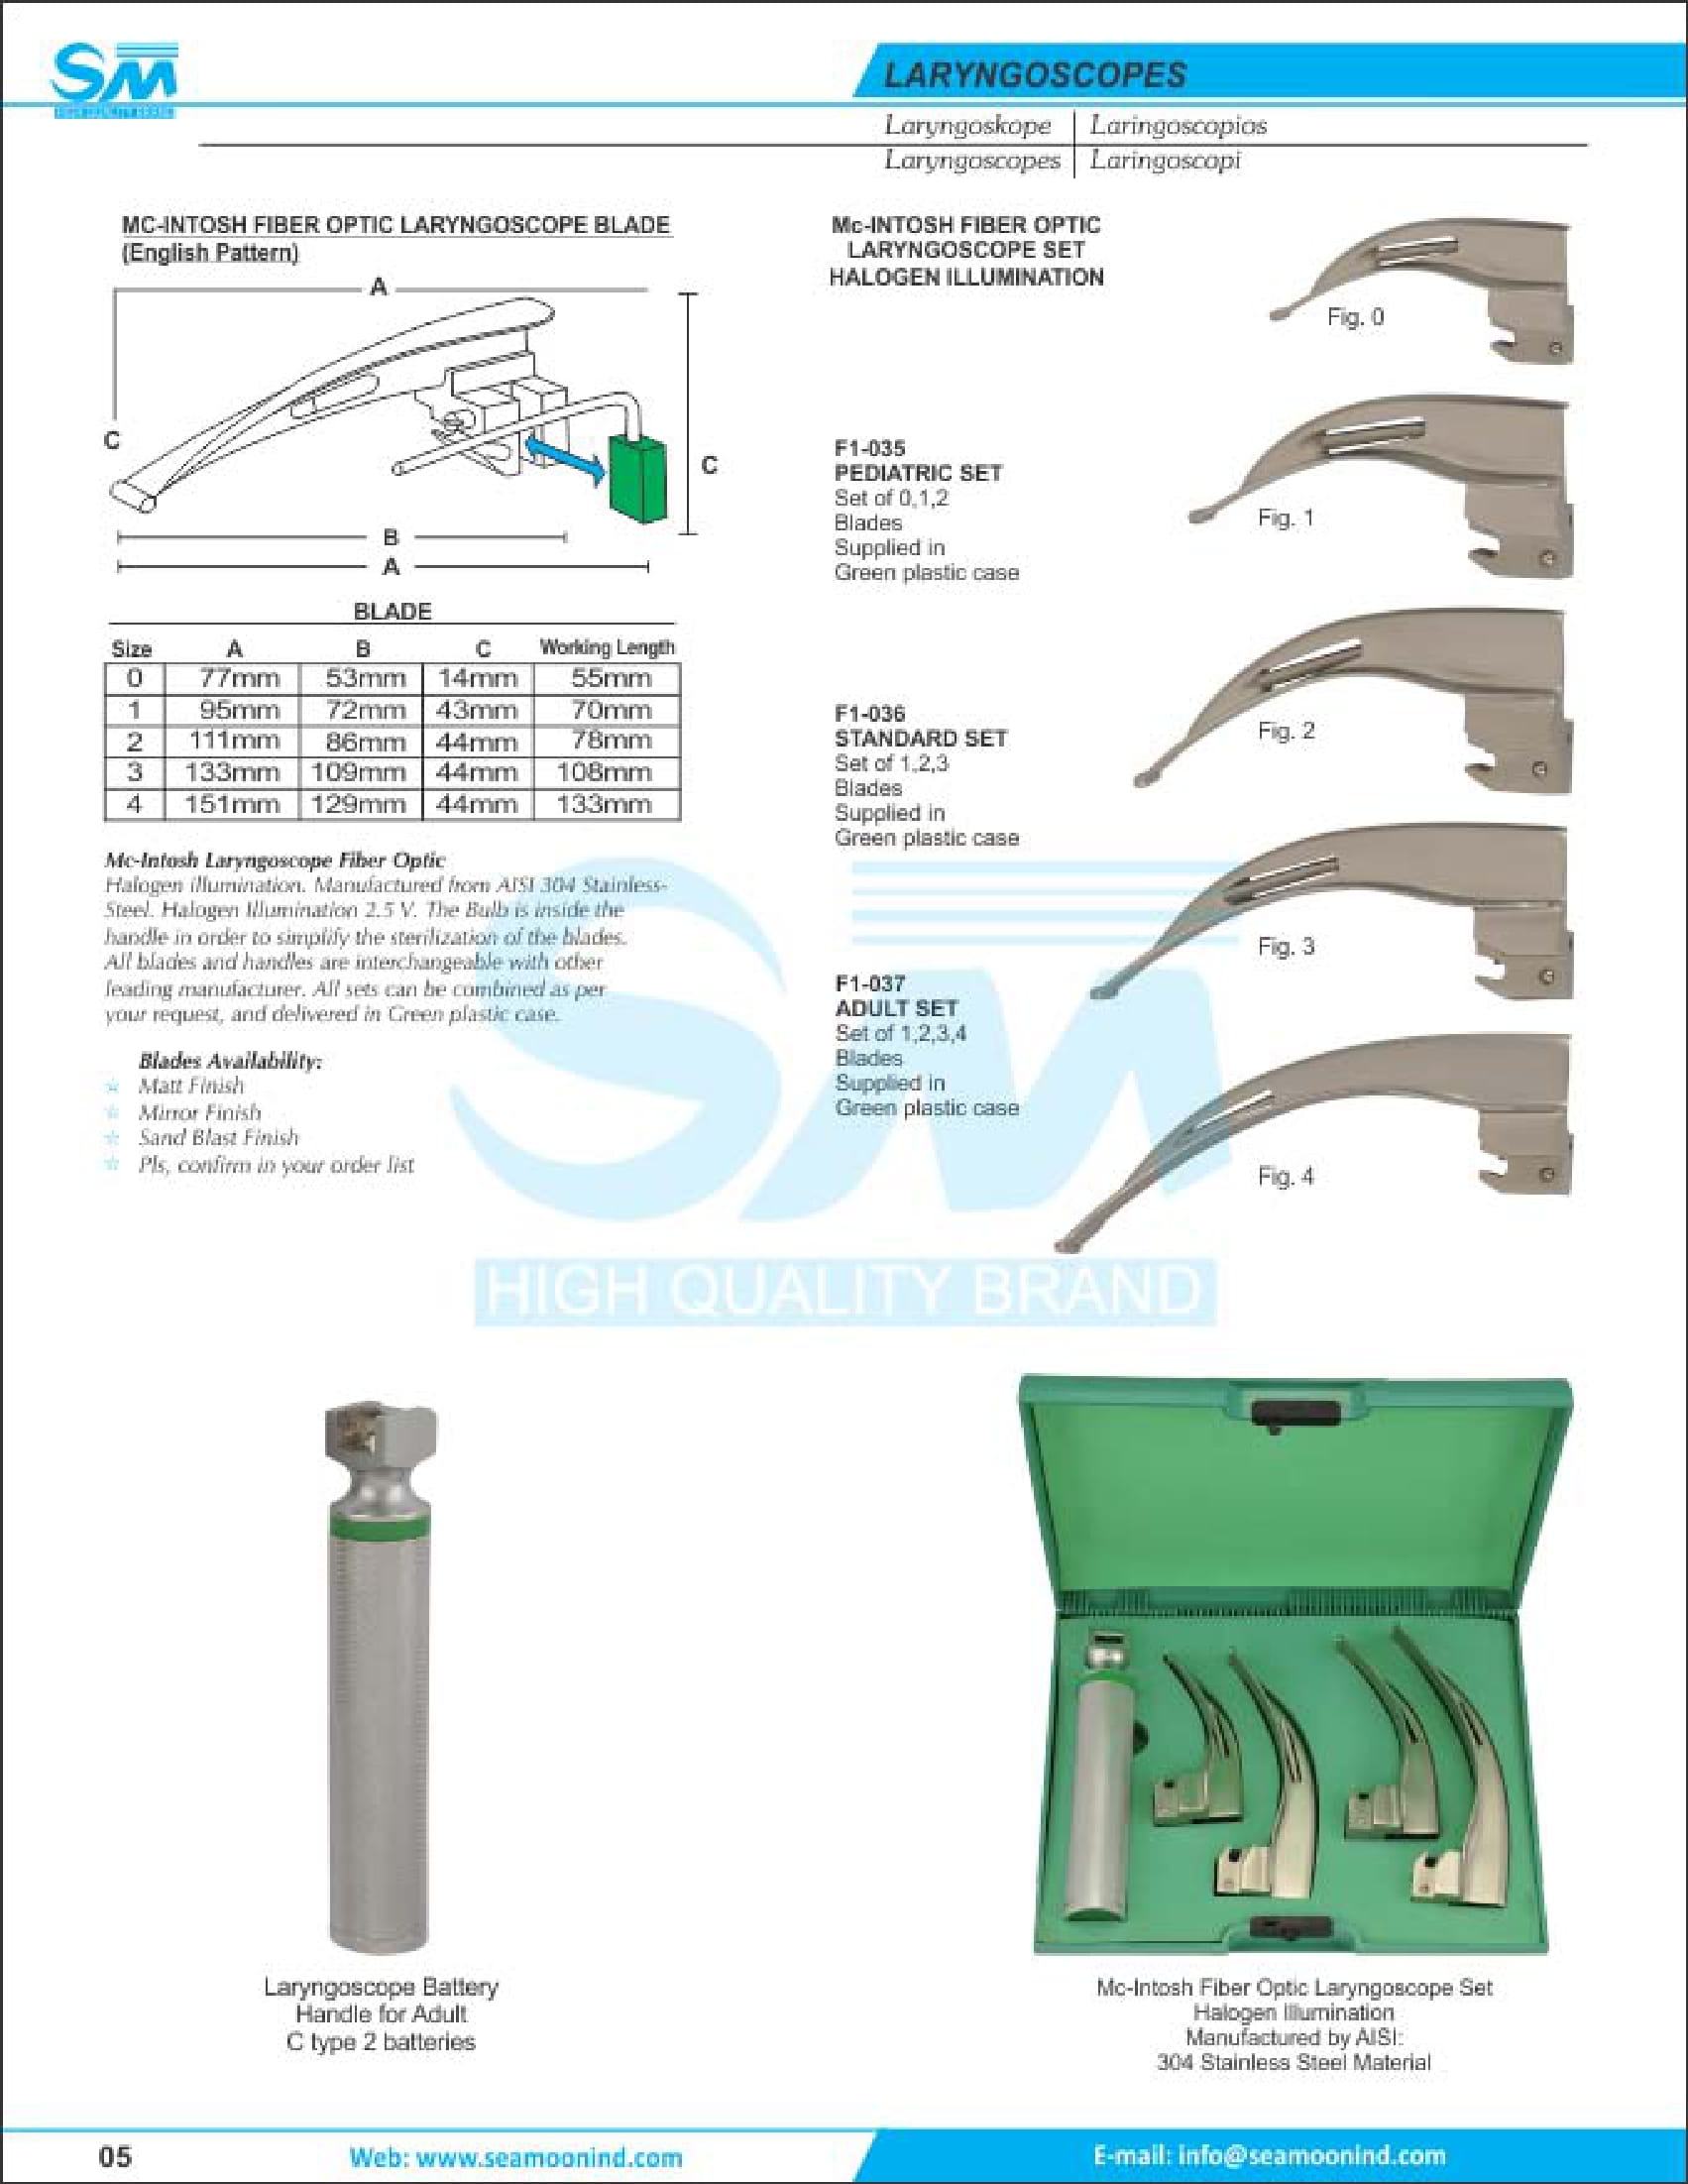 SM
LARYNGOSCOPES
Laryngoskope Laringoscopios
Laryngoscopes Laringoscopi
MC-INTOSH FIBER OPTIC LARYNGOSCOPE BLADE
(English Pattern)
A
C
C
B
A
BLADE
Size A B C Working Length
0 77mm 53mm 14mm 55mm
1 95mm 72mm 43mm 70mm
2 111mm 86mm 44mm 78mm
3 133mm 109mm 44mm 108mm
4 151mm 129mm 44mm 133mm
Mc-Intosh Laryngoscope Fiber Optic
Halogen illumination. Manufactured from AISI 304 Stainless-
Steel. Halogen Illumination 2.5 V. The Bulb is inside the
handle in order to simplify the sterilization of the blades.
All blades and handles are interchangeable with other
leading manufacturer. All sets can be combined as per
your request, and delivered in Green plastic case.
Blades Availability:
☆ Matt Finish
☆ Mirror Finish
☆ Sand Blast Finish
☆ Pls, confirm in your order list
Mc-INTOSH FIBER OPTIC
LARYNGOSCOPE SET
HALOGEN ILLUMINATION
F1-035
PEDIATRIC SET
Set of 0,1,2
Blades
Supplied in
Green plastic case
F1-036
STANDARD SET
Set of 1,2,3
Blades
Supplied in
Green plastic case
F1-037
ADULT SET
Set of 1,2,3,4
Blades
Supplied in
Green plastic case
Fig. 0
Fig. 1
Fig. 2
Fig. 3
Fig. 4
SM
HIGH QUALITY BRAND
Laryngoscope Battery
Handle for Adult
C type 2 batteries
Mc-Intosh Fiber Optic Laryngoscope Set
Halogen Illumination
Manufactured by AISI:
304 Stainless Steel Material
05
Web: www.seamoonind.com
E-mail: info@seamoonind.com